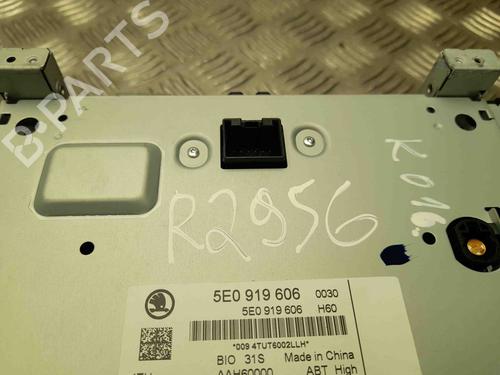 B-PARTS
R2956
K016.
5E0 919 606 0030
5E0 919 606 H60
*009 4TUT6002LLH*
BIO 31S Made in China
AAH60000 ABT High